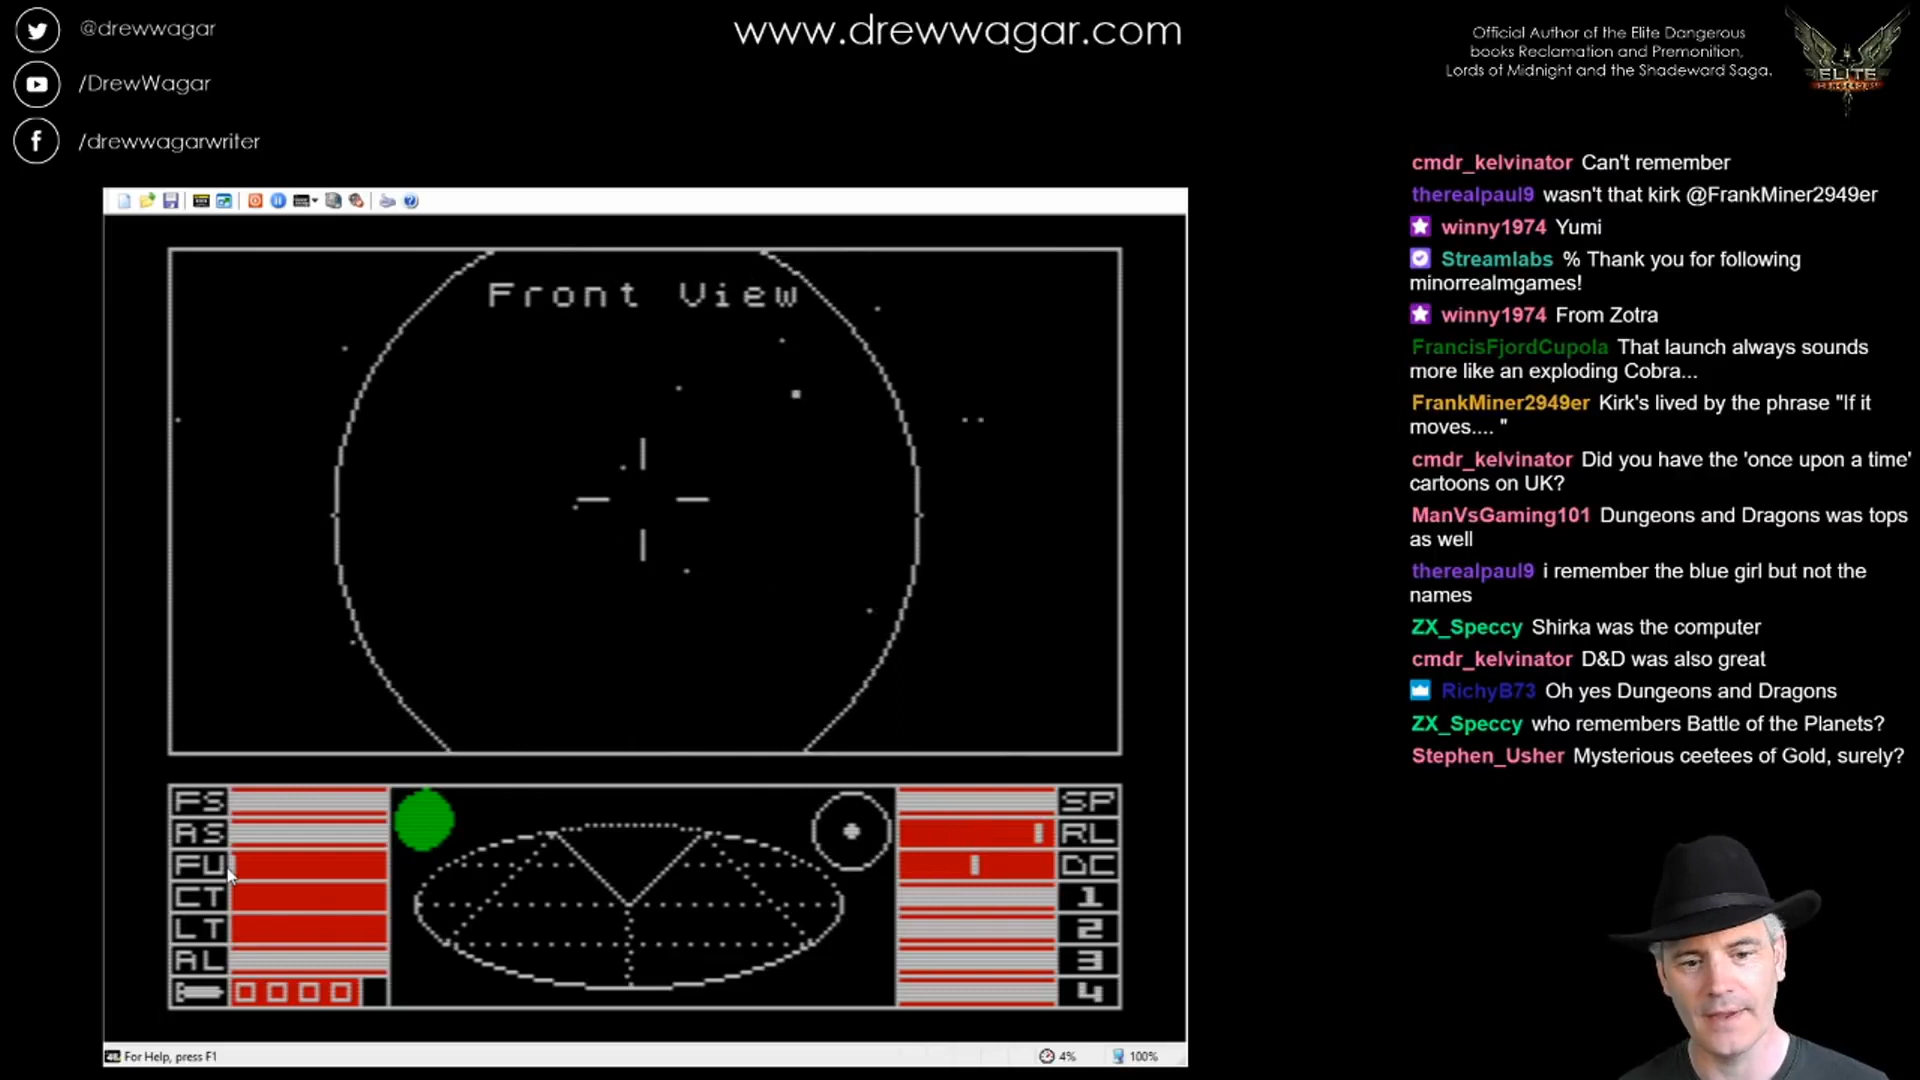 @drewwagar
/DrewWagar
/drewwagarwriter
www.drewwagar.com
Official Author of the Elite Dangerous
books Reclamation and Premonition,
Lords of Midnight and the Shadeward Saga.
ELITE
DANGEROUS
cmdr_kelvinator Can't remember
therealpaul9 wasn't that kirk @FrankMiner2949er
winny1974 Yumi
Streamlabs % Thank you for following
minorrealmgames!
winny1974 From Zotra
FrancisFjordCupola That launch always sounds
more like an exploding Cobra...
FrankMiner2949er Kirk's lived by the phrase "If it
moves.... "
cmdr_kelvinator Did you have the 'once upon a time'
cartoons on UK?
ManVsGaming101 Dungeons and Dragons was tops
as well
therealpaul9 i remember the blue girl but not the
names
ZX_Speccy Shirka was the computer
cmdr_kelvinator D&D was also great
RichyB73 Oh yes Dungeons and Dragons
ZX_Speccy who remembers Battle of the Planets?
Stephen_Usher Mysterious ceetees of Gold, surely?
Front View
FS
AS
FU
CT
LT
AL
SP
RL
DC
1
2
3
4
For Help, press F1
4%
100%